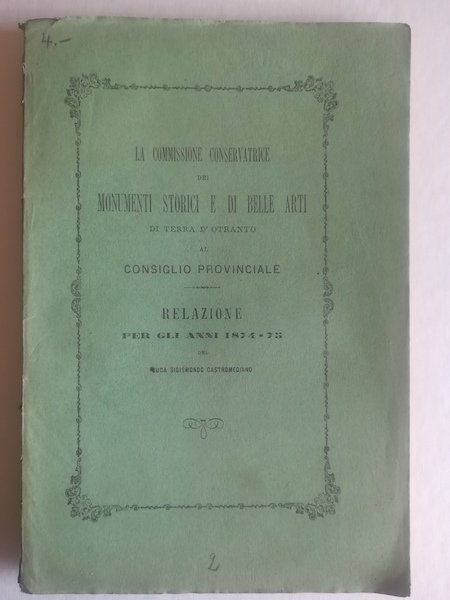 4.-
LA COMMISSIONE CONSERVATRICE
DEI
MONUMENTI STORICI E DI BELLE ARTI
DI TERRA D'OTRANTO
AL
CONSIGLIO PROVINCIALE
RELAZIONE
PER GLI ANNI 1874-75
DEL
DUCA SIGISMONDO CASTROMEDIANO
2